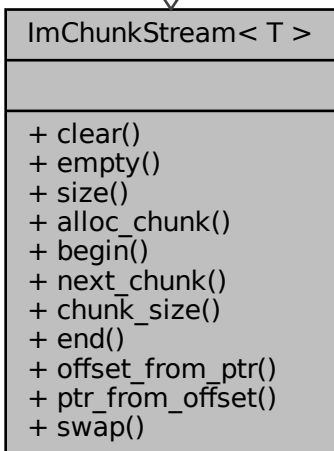 ImChunkStream< T >
+ clear()
+ empty()
+ size()
+ alloc_chunk()
+ begin()
+ next_chunk()
+ chunk_size()
+ end()
+ offset_from_ptr()
+ ptr_from_offset()
+ swap()